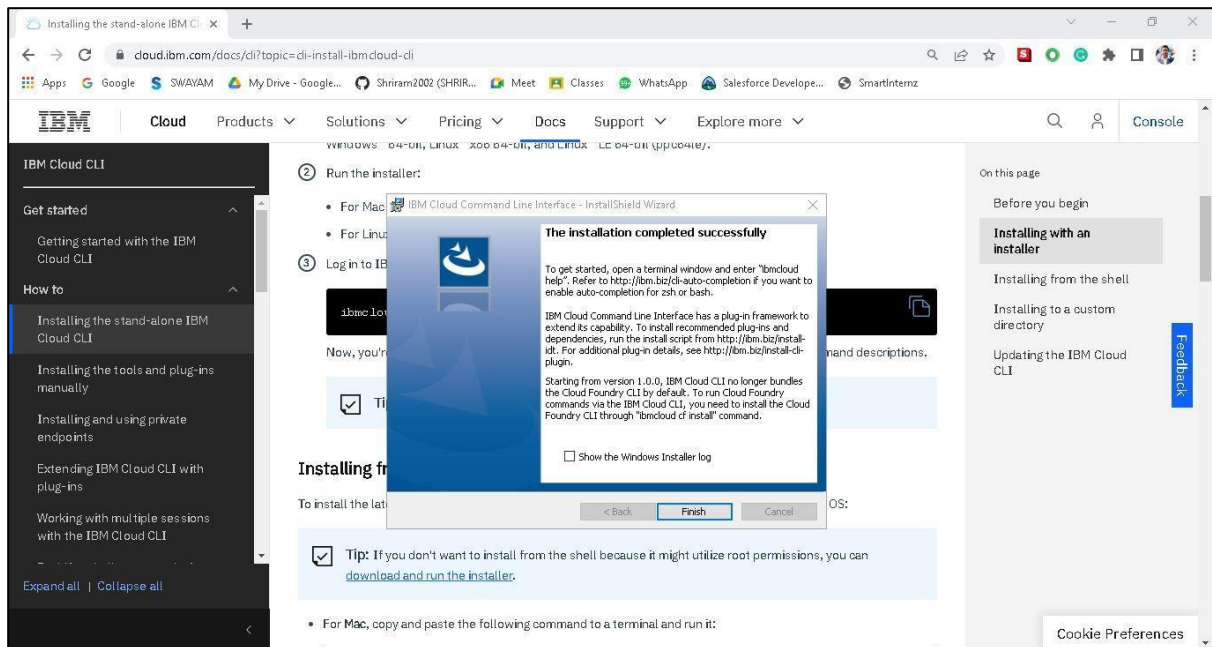 Installing the stand-alone IBM Cl
cloud.ibm.com/docs/cli?topic=cli-install-ibmcloud-cli
Apps Google SWAYAM My Drive - Google... Shriram2002 (SHRIR... Meet Classes WhatsApp Salesforce Develope... SmartInternz
IBM Cloud Products Solutions Pricing Docs Support Explore more Console
IBM Cloud CLI
Get started
Getting started with the IBM
Cloud CLI
How to
Installing the stand-alone IBM
Cloud CLI
Installing the tools and plug-ins
manually
Installing and using private
endpoints
Extending IBM Cloud CLI with
plug-ins
Working with multiple sessions
with the IBM Cloud CLI
Expand all | Collapse all
Windows 64-bit, Linux x86 64-bit, and Linux LE 64-bit (ppc64le).
2 Run the installer:
• For Mac
• For Linu
3 Log in to IB
ibmclou
Now, you'r
mand descriptions.
Ti
Installing fr
To install the lat
OS:
Tip: If you don't want to install from the shell because it might utilize root permissions, you can
download and run the installer.
• For Mac, copy and paste the following command to a terminal and run it:
IBM Cloud Command Line Interface - InstallShield Wizard
The installation completed successfully
To get started, open a terminal window and enter "ibmcloud
help". Refer to http://ibm.biz/cli-auto-completion if you want to
enable auto-completion for zsh or bash.
IBM Cloud Command Line Interface has a plug-in framework to
extend its capability. To install recommended plug-ins and
dependencies, run the install script from http://ibm.biz/install-
idt. For additional plug-in details, see http://ibm.biz/install-cli-
plugin.
Starting from version 1.0.0, IBM Cloud CLI no longer bundles
the Cloud Foundry CLI by default. To run Cloud Foundry
commands via the IBM Cloud CLI, you need to install the Cloud
Foundry CLI through "ibmcloud cf install" command.
Show the Windows Installer log
< Back Finish Cancel
On this page
Before you begin
Installing with an
installer
Installing from the shell
Installing to a custom
directory
Updating the IBM Cloud
CLI
Feedback
Cookie Preferences